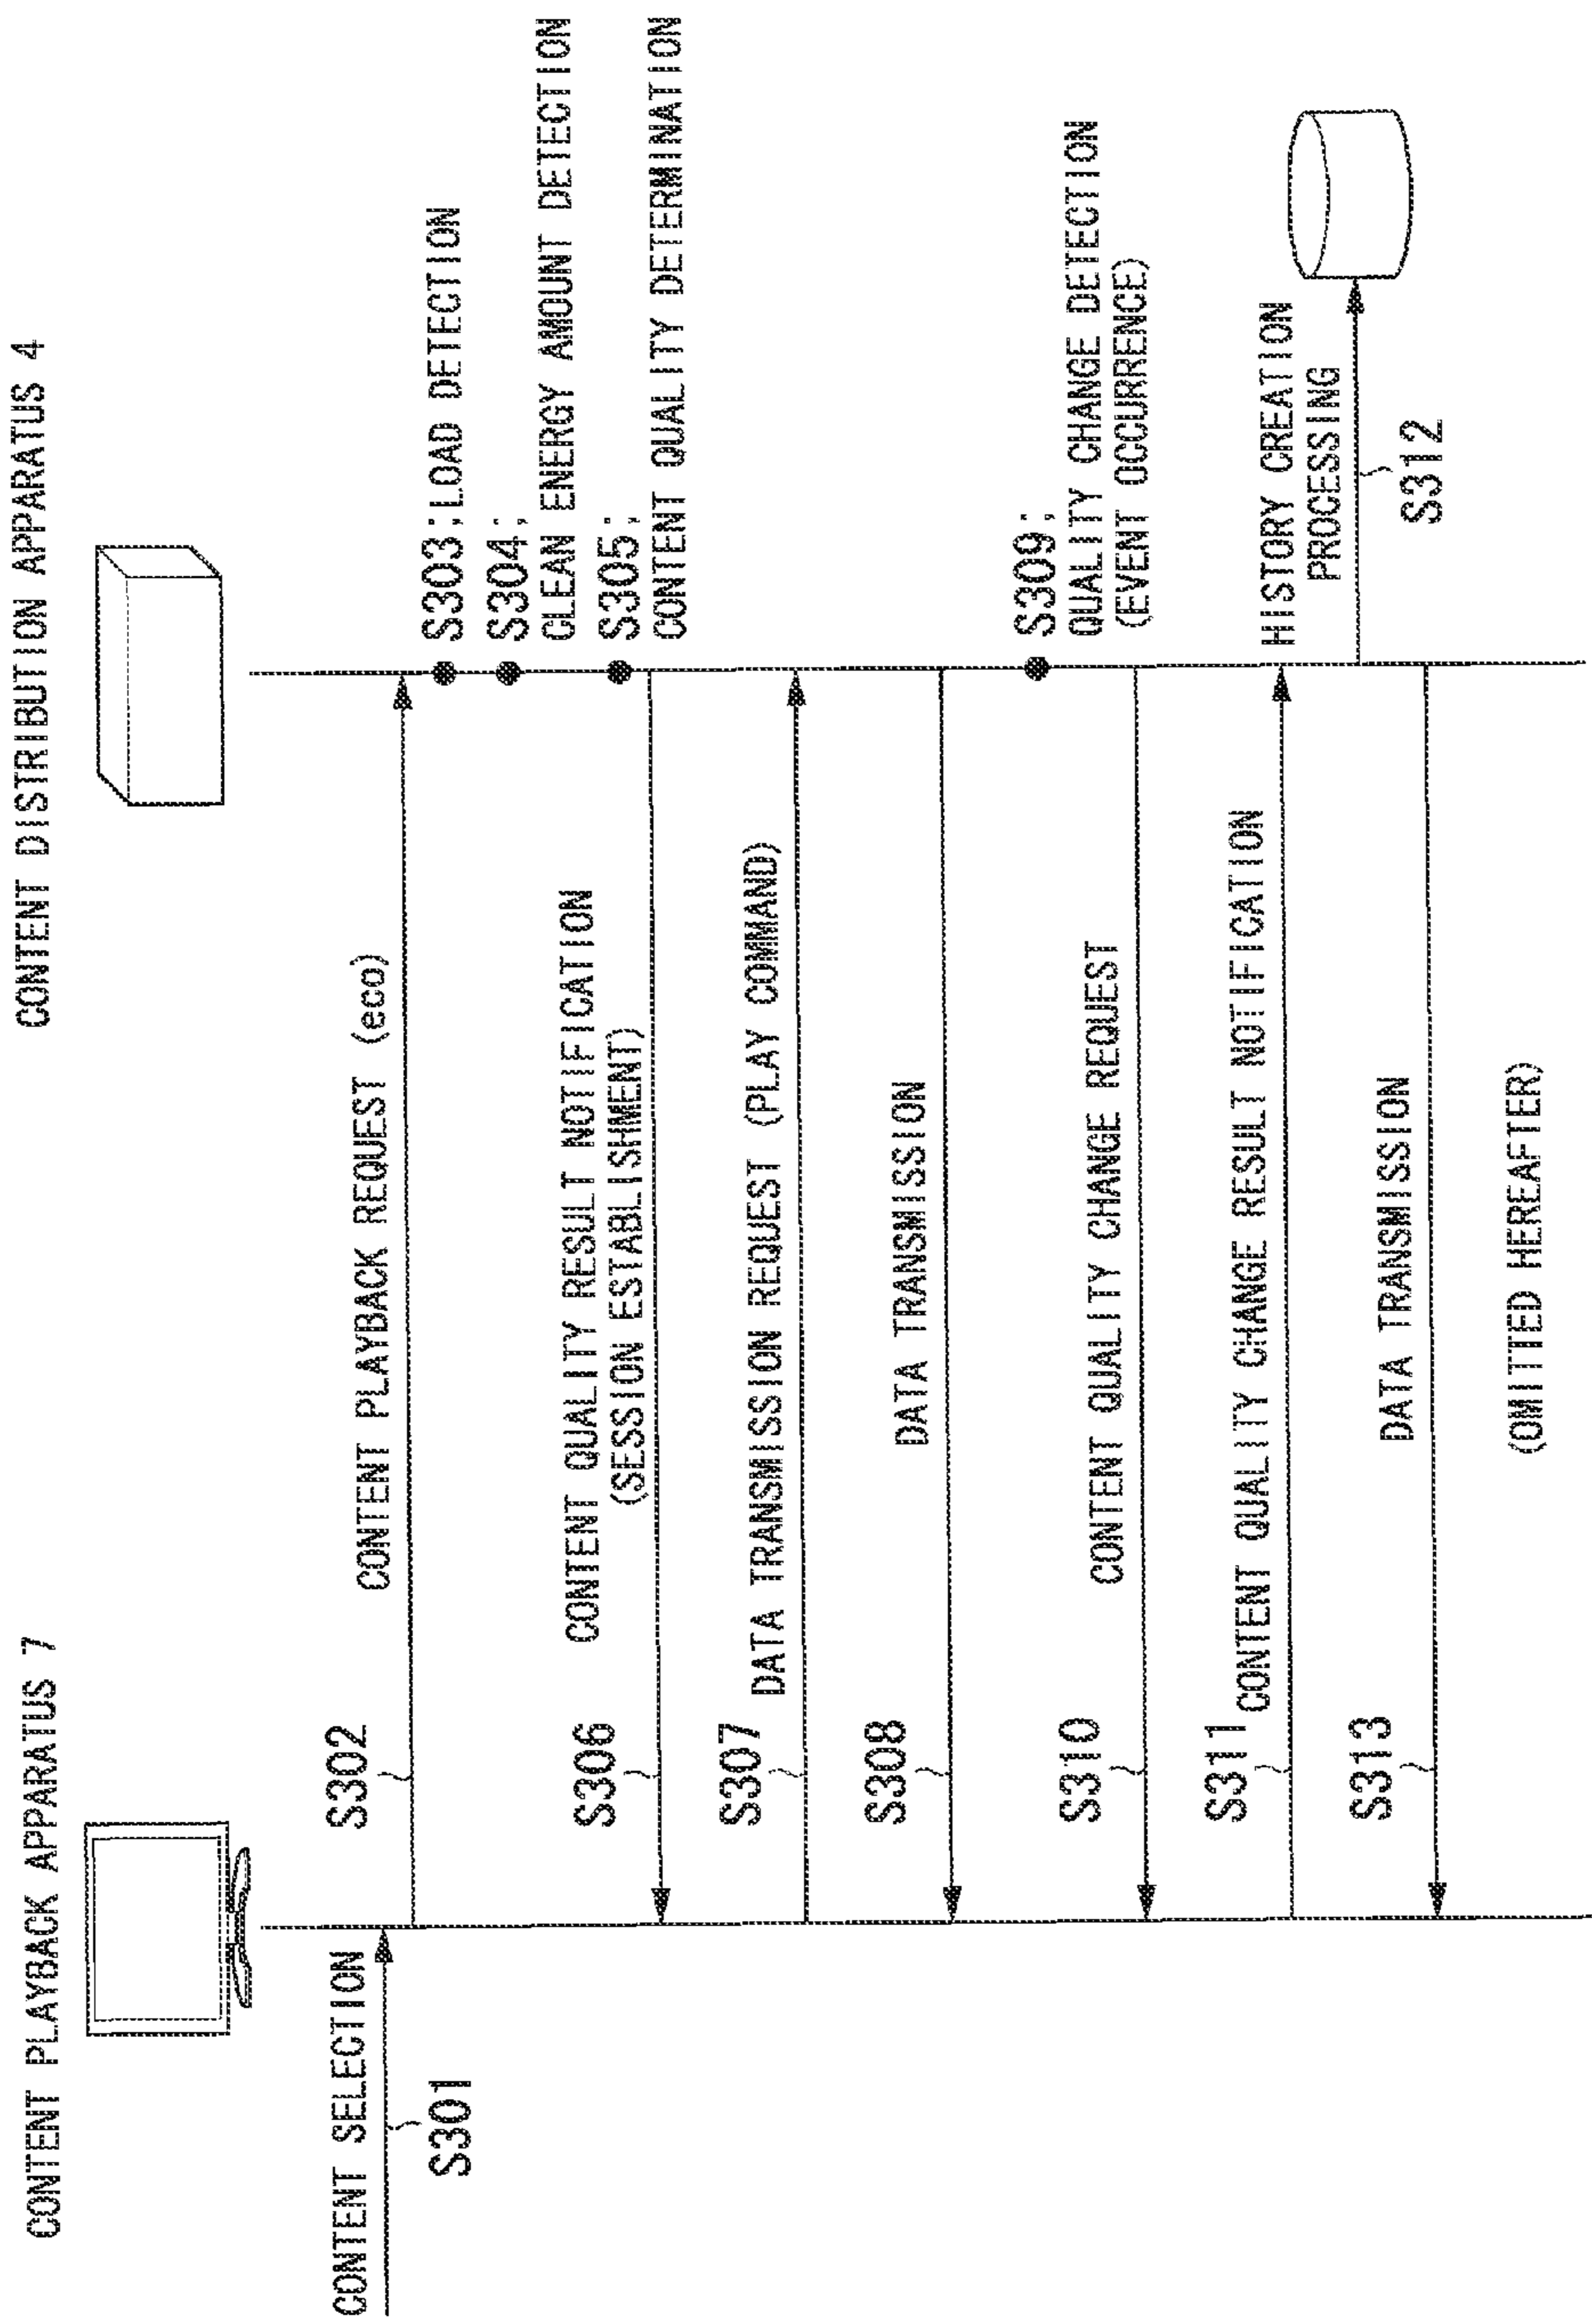 CONTENT PLAYBACK APPARATUS 7
CONTENT DISTRIBUTION APPARATUS 4
CONTENT SELECTION
S301
S302
CONTENT PLAYBACK REQUEST (eco)
S303;LOAD DETECTION
S304;
CLEAN ENERGY AMOUNT DETECTION
S305;
CONTENT QUALITY DETERMINATION
S306
CONTENT QUALITY RESULT NOTIFICATION
(SESSION ESTABLISHMENT)
S307
DATA TRANSMISSION REQUEST (PLAY COMMAND)
S308
DATA TRANSMISSION
S309;
QUALITY CHANGE DETECTION
(EVENT OCCURRENCE)
S310
CONTENT QUALITY CHANGE REQUEST
S311
CONTENT QUALITY CHANGE RESULT NOTIFICATION
HISTORY CREATION
PROCESSING
S312
S313
DATA TRANSMISSION
(OMITTED HEREAFTER)